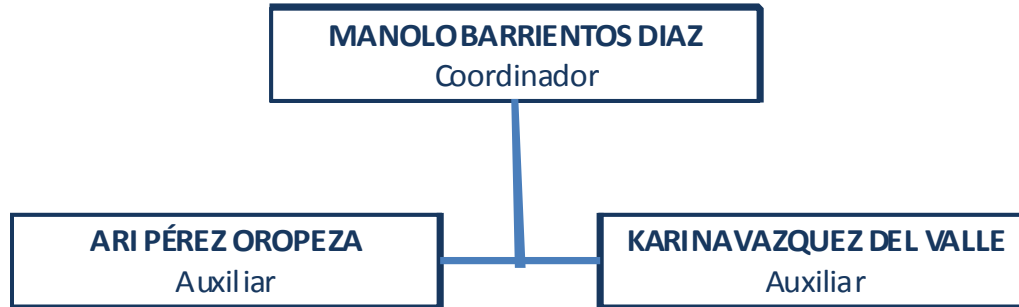 MANOLO BARRIENTOS DIAZ
Coordinador
ARI PÉREZ OROPEZA
Auxiliar
KARINA VAZQUEZ DEL VALLE
Auxiliar